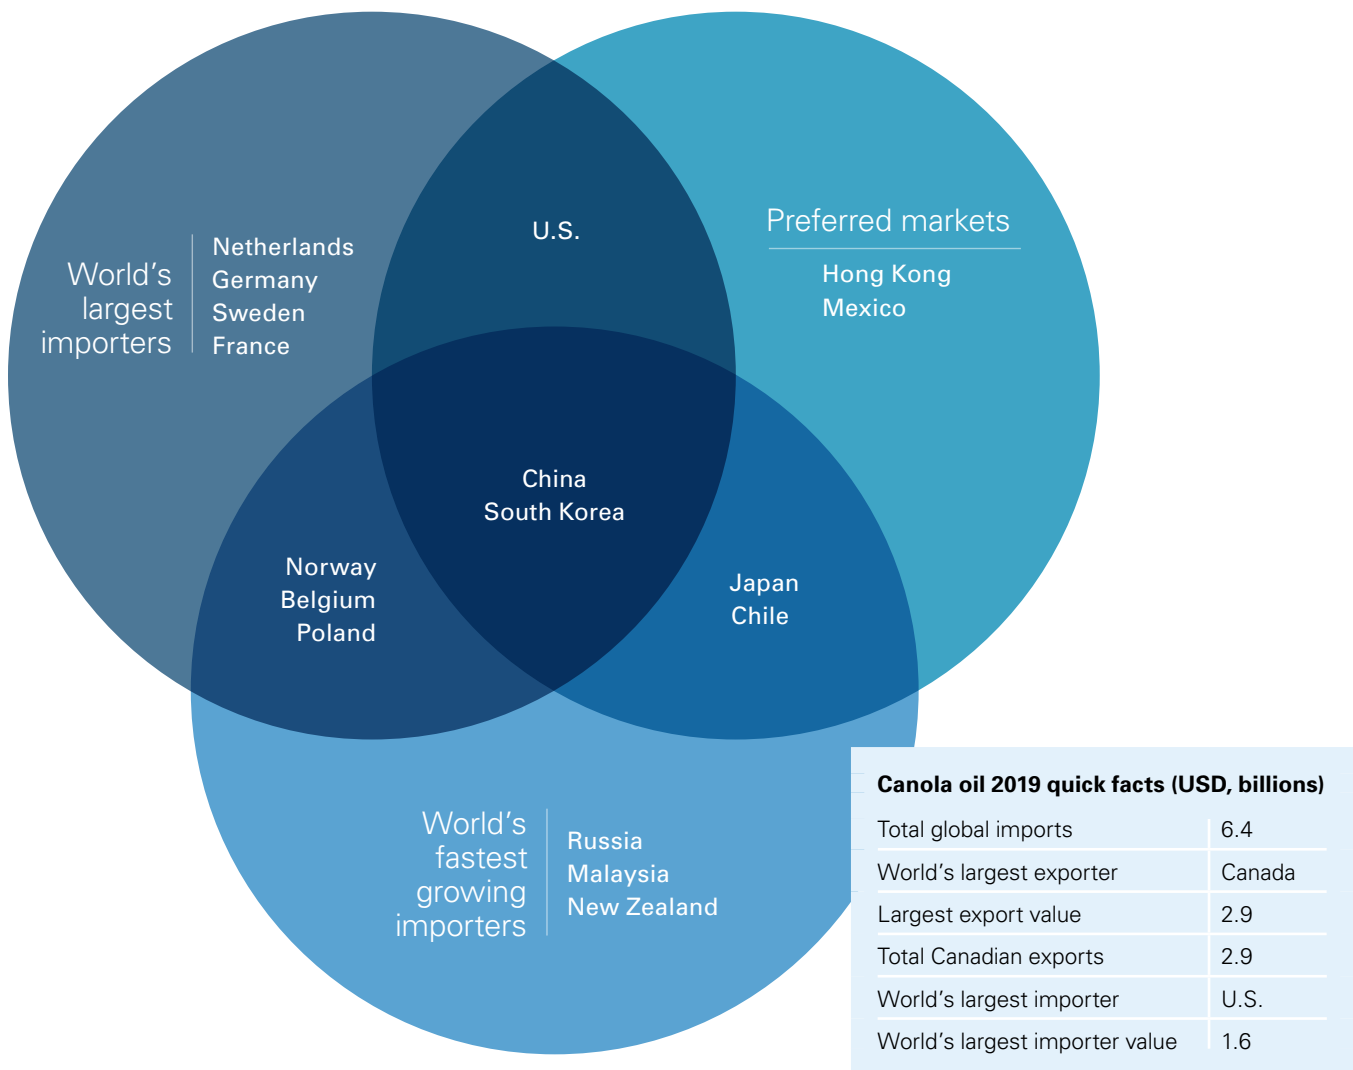 U.S.
Preferred markets
Hong Kong
Mexico
World's
largest
importers
Netherlands
Germany
Sweden
France
China
South Korea
Norway
Belgium
Poland
Japan
Chile
World's
fastest
growing
importers
Russia
Malaysia
New Zealand
Canola oil 2019 quick facts (USD, billions)
Total global imports 6.4
World's largest exporter Canada
Largest export value 2.9
Total Canadian exports 2.9
World's largest importer U.S.
World's largest importer value 1.6